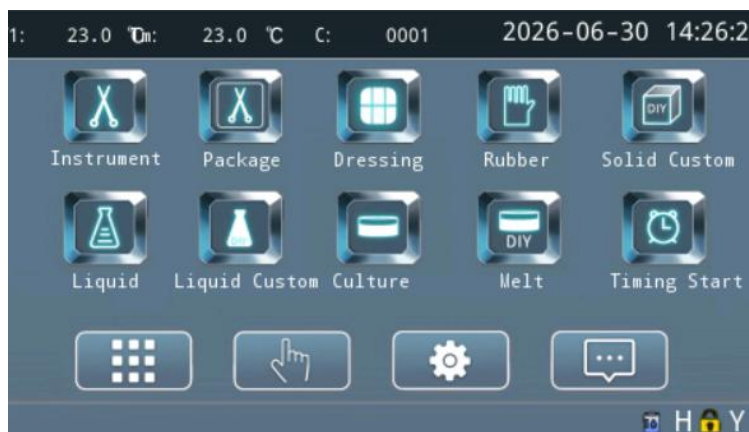 1: 23.0 ℃ m: 23.0 ℃ C: 0001 2026-06-30 14:26:2
Instrument Package Dressing Rubber Solid Custom
DIY
Liquid Liquid Custom Culture Melt Timing Start
DIY
H Y